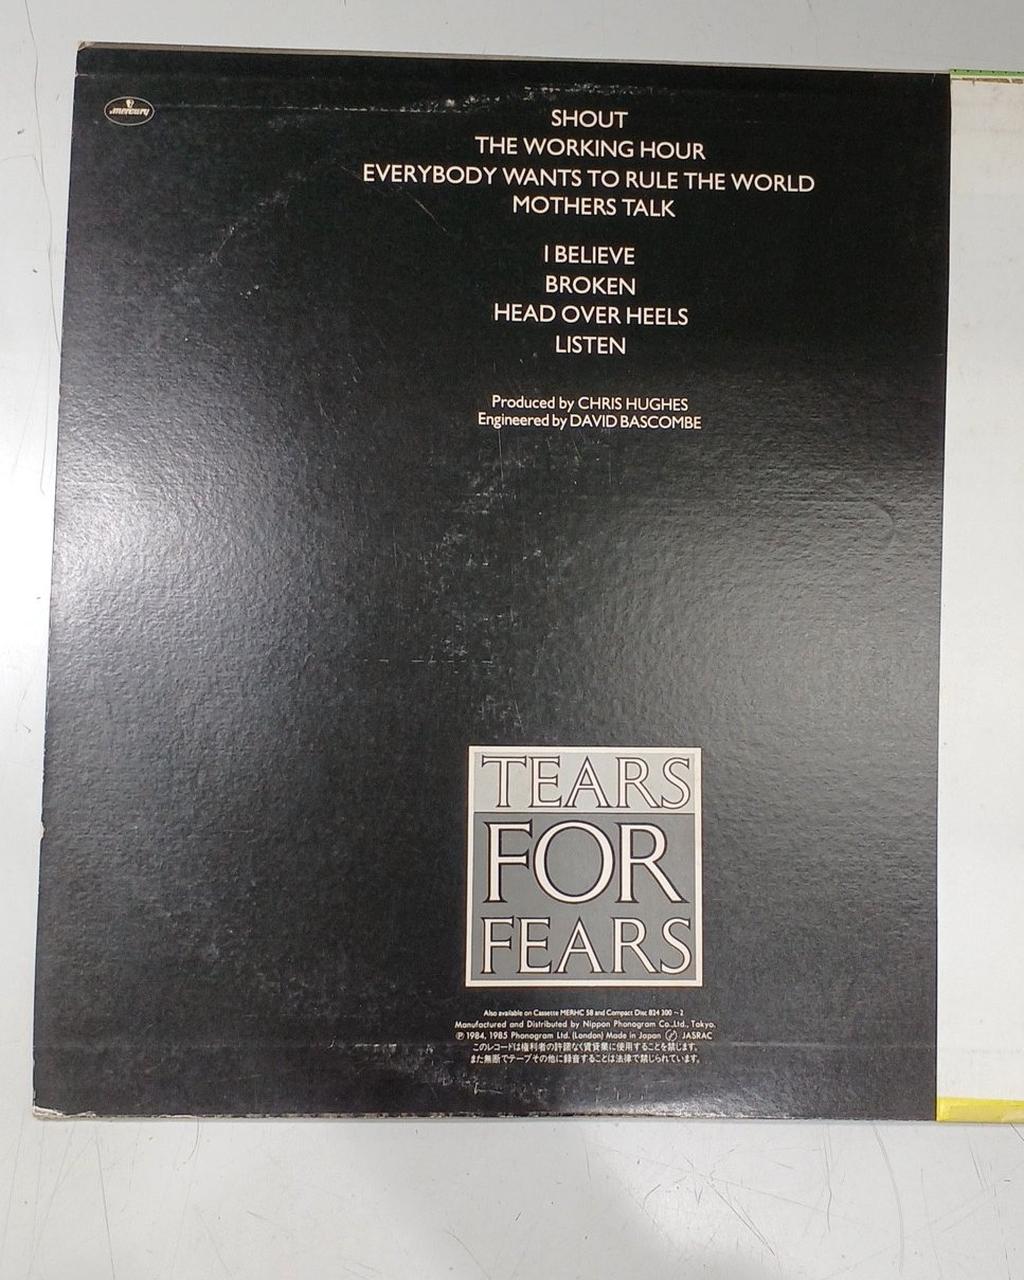 mercury
SHOUT
THE WORKING HOUR
EVERYBODY WANTS TO RULE THE WORLD
MOTHERS TALK
I BELIEVE
BROKEN
HEAD OVER HEELS
LISTEN
Produced by CHRIS HUGHES
Engineered by DAVID BASCOMBE
TEARS
FOR
FEARS
Also available on Cassette MERHC 58 and Compact Disc 824 300 – 2
Manufactured and Distributed by Nippon Phonogram Co.,Ltd., Tokyo.
℗ 1984, 1985 Phonogram Ltd. (London) Made in Japan JASRAC
このレコードは権利者の許諾なく賃貸業に使用することを禁じます。
また無断でテープその他に録音することは法律で禁じられています。